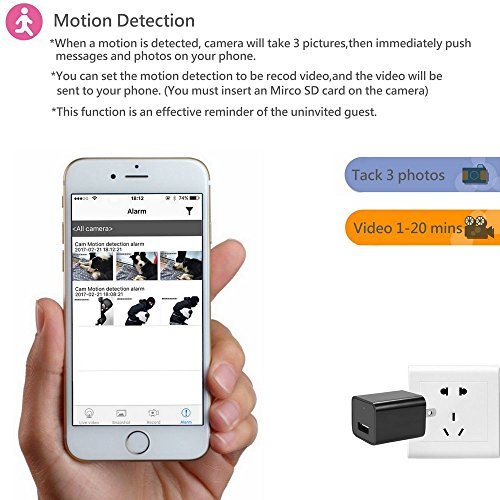 Motion Detection
*When a motion is detected, camera will take 3 pictures,then immediately push
messages and photos on your phone.
*You can set the motion detection to be recod video,and the video will be
sent to your phone. (You must insert an Mirco SD card on the camera)
*This function is an effective reminder of the uninvited guest.
18:12
74%
Alarm
<All camera>
Cam Motion detection alarm
2017-02-21 18:12:21
Cam Motion detection alarm
2017-02-21 18:08:21
Live video
Snapshot
Record
Alarm
Tack 3 photos
Video 1-20 mins